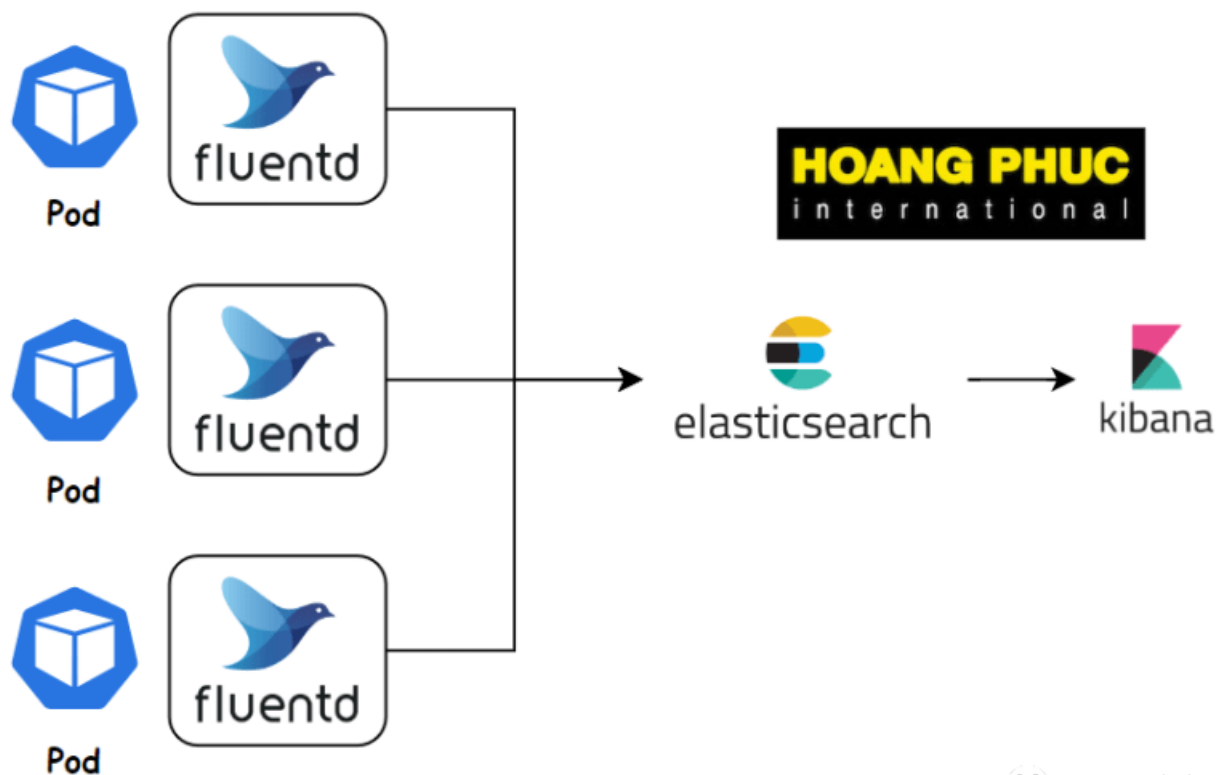 fluentd
Pod
HOANG PHUC
international
fluentd
Pod
elasticsearch
kibana
fluentd
Pod